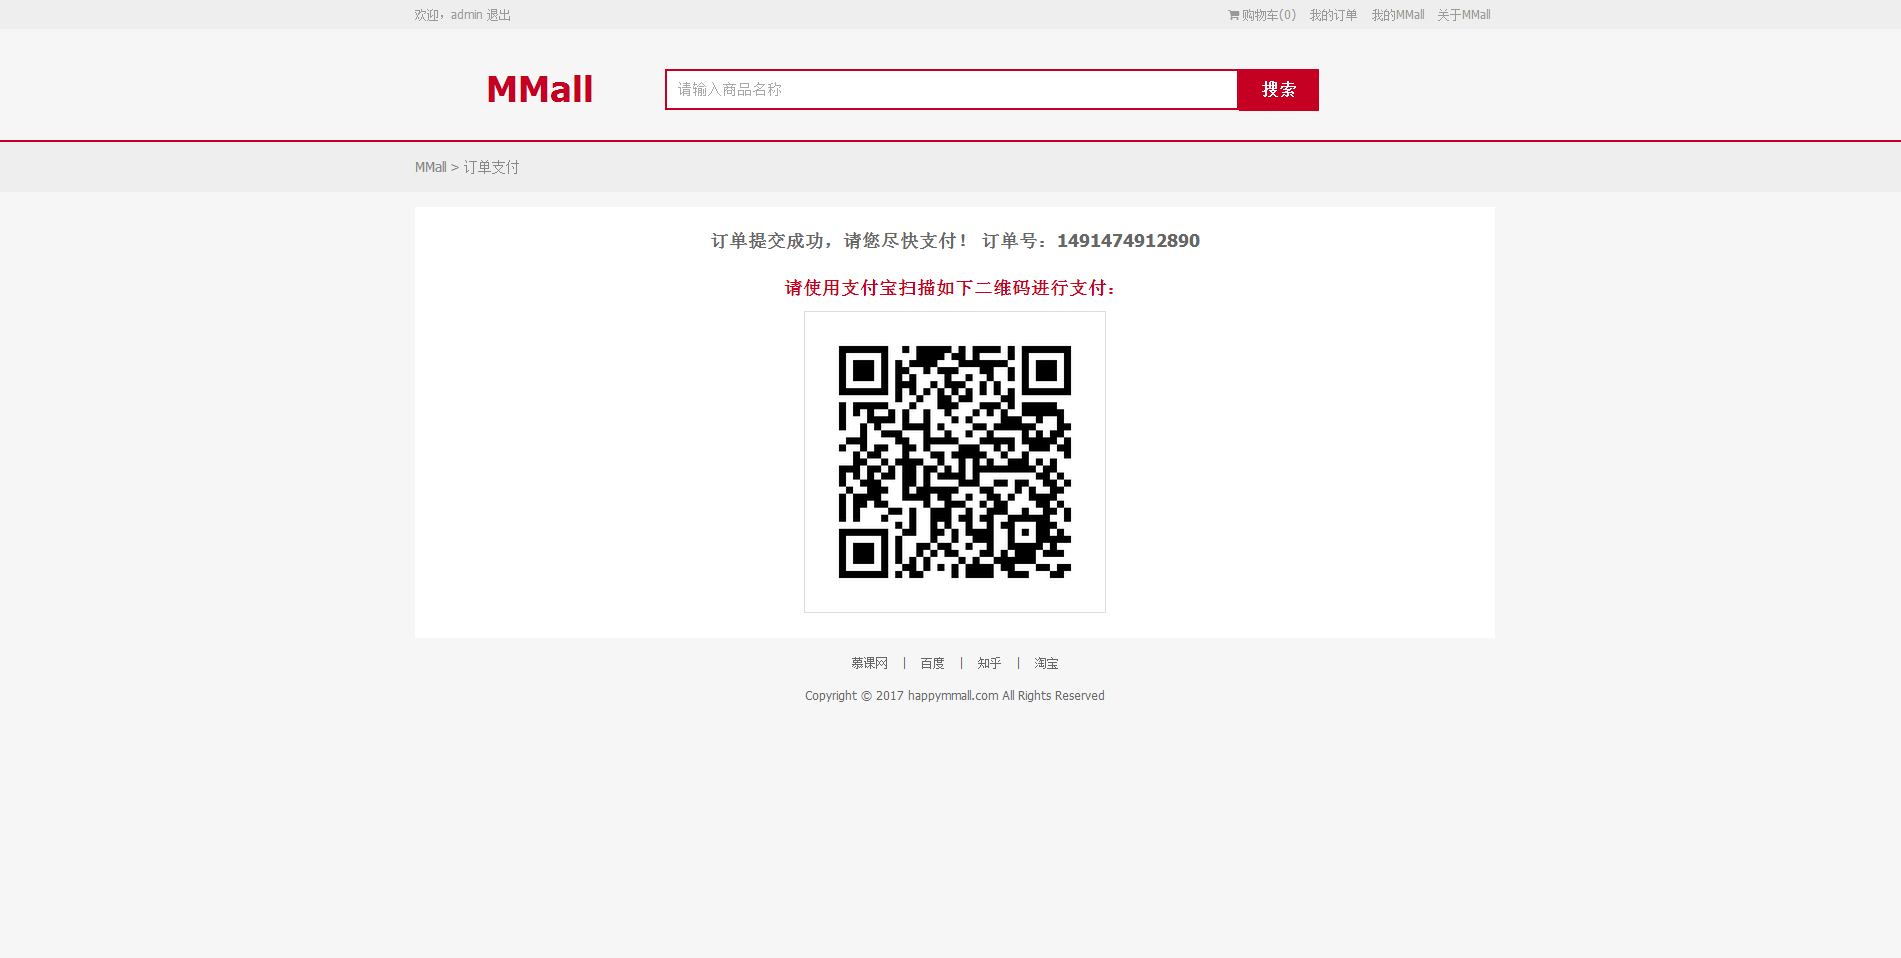 欢迎，admin 退出
购物车(0) 我的订单 我的MMall 关于MMall
MMall
请输入商品名称
搜索
MMall > 订单支付
订单提交成功，请您尽快支付！ 订单号：1491474912890
请使用支付宝扫描如下二维码进行支付：
慕课网 | 百度 | 知乎 | 淘宝
Copyright © 2017 happymmall.com All Rights Reserved